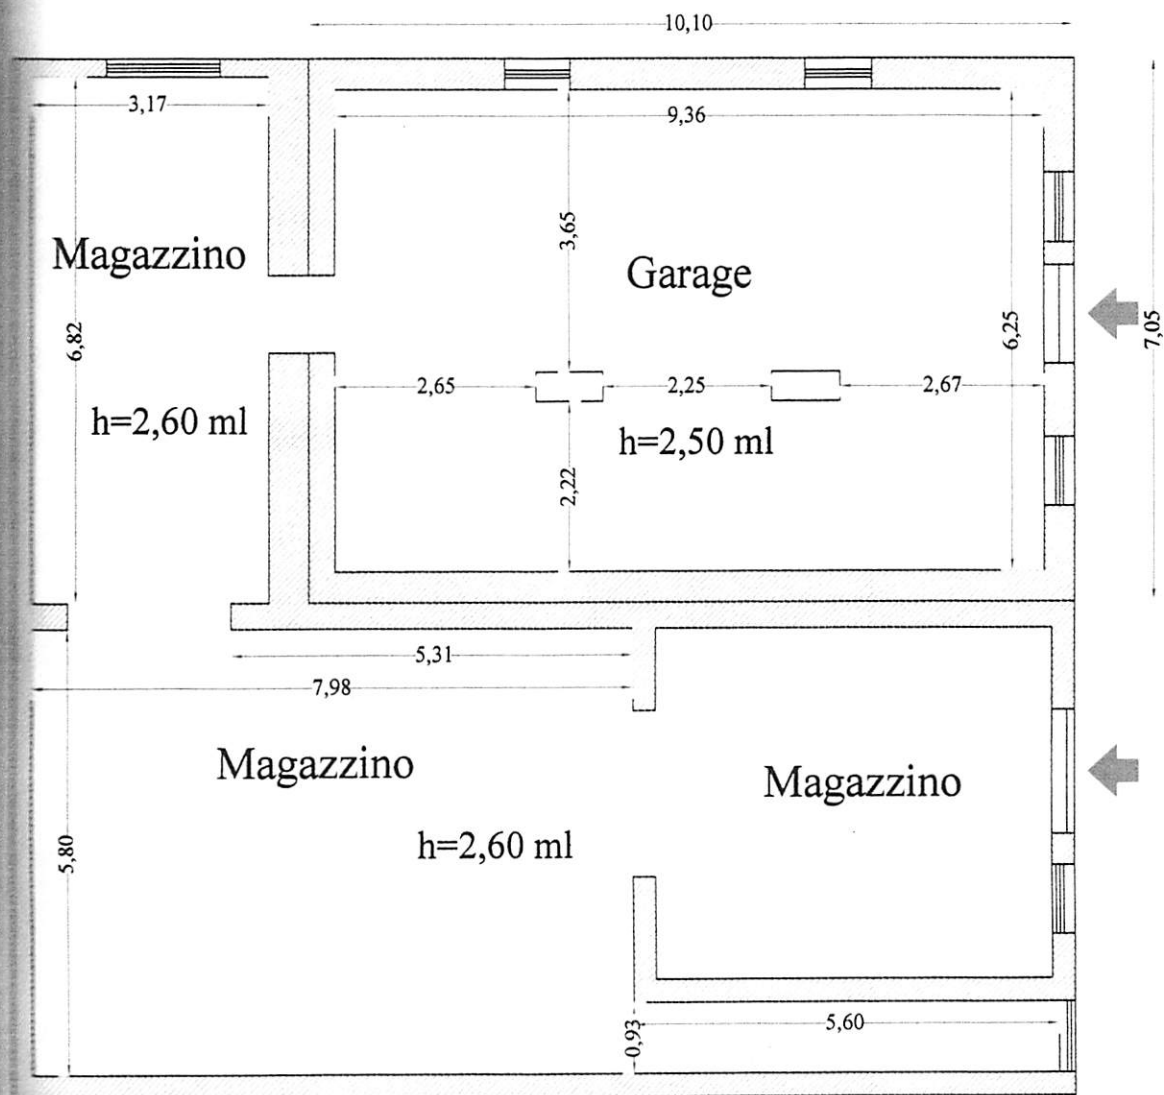 10,10
3,17
9,36
3,65
Magazzino
Garage
6,82
6,25
7,05
2,65
2,25
2,67
h=2,60 ml
h=2,50 ml
2,22
5,31
7,98
Magazzino
Magazzino
h=2,60 ml
5,80
5,60
0,93